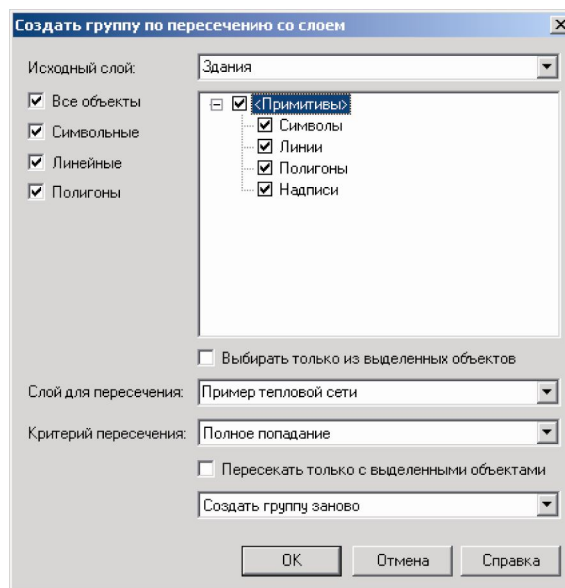 Создать группу по пересечению со слоем
Исходный слой: Здания
Все объекты
Символьные
Линейные
Полигоны
<Примитивы>
Символы
Линии
Полигоны
Надписи
Выбирать только из выделенных объектов
Слой для пересечения: Пример тепловой сети
Критерий пересечения: Полное попадание
Пересекать только с выделенными объектами
Создать группу заново
OK Отмена Справка